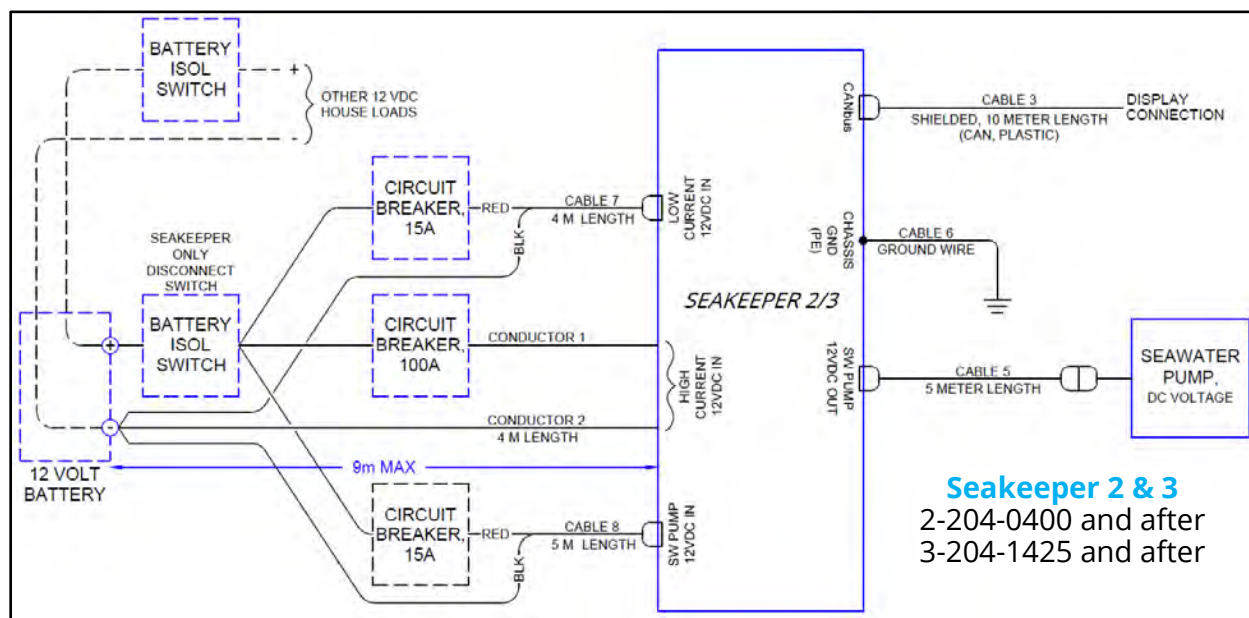 BATTERY
ISOL
SWITCH
+
OTHER 12 VDC
HOUSE LOADS
-
SEAKEEPER
ONLY
DISCONNECT
SWITCH
BATTERY
ISOL
SWITCH
+
-
12 VOLT
BATTERY
CIRCUIT
BREAKER,
15A
RED
BLK
CABLE 7
4 M LENGTH
LOW
CURRENT
12VDC IN
CIRCUIT
BREAKER,
100A
CONDUCTOR 1
CONDUCTOR 2
4 M LENGTH
HIGH
CURRENT
12VDC IN
9m MAX
CIRCUIT
BREAKER,
15A
RED
BLK
CABLE 8
5 M LENGTH
SW PUMP
12VDC IN
SEAKEEPER 2/3
CANbus
CABLE 3
SHIELDED, 10 METER LENGTH
(CAN, PLASTIC)
DISPLAY
CONNECTION
CHASSIS
GND
(PE)
CABLE 6
GROUND WIRE
SW PUMP
12VDC OUT
CABLE 5
5 METER LENGTH
SEAWATER
PUMP,
DC VOLTAGE
Seakeeper 2 & 3
2-204-0400 and after
3-204-1425 and after